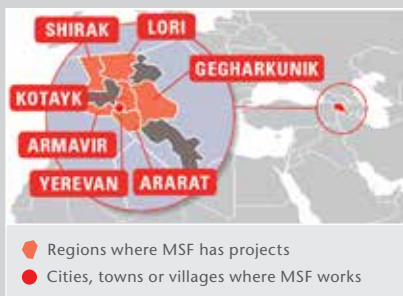 SHIRAK
LORI
GEGHARKUNIK
KOTAYK
ARMAVIR
YEREVAN
ARARAT
Regions where MSF has projects
Cities, towns or villages where MSF works